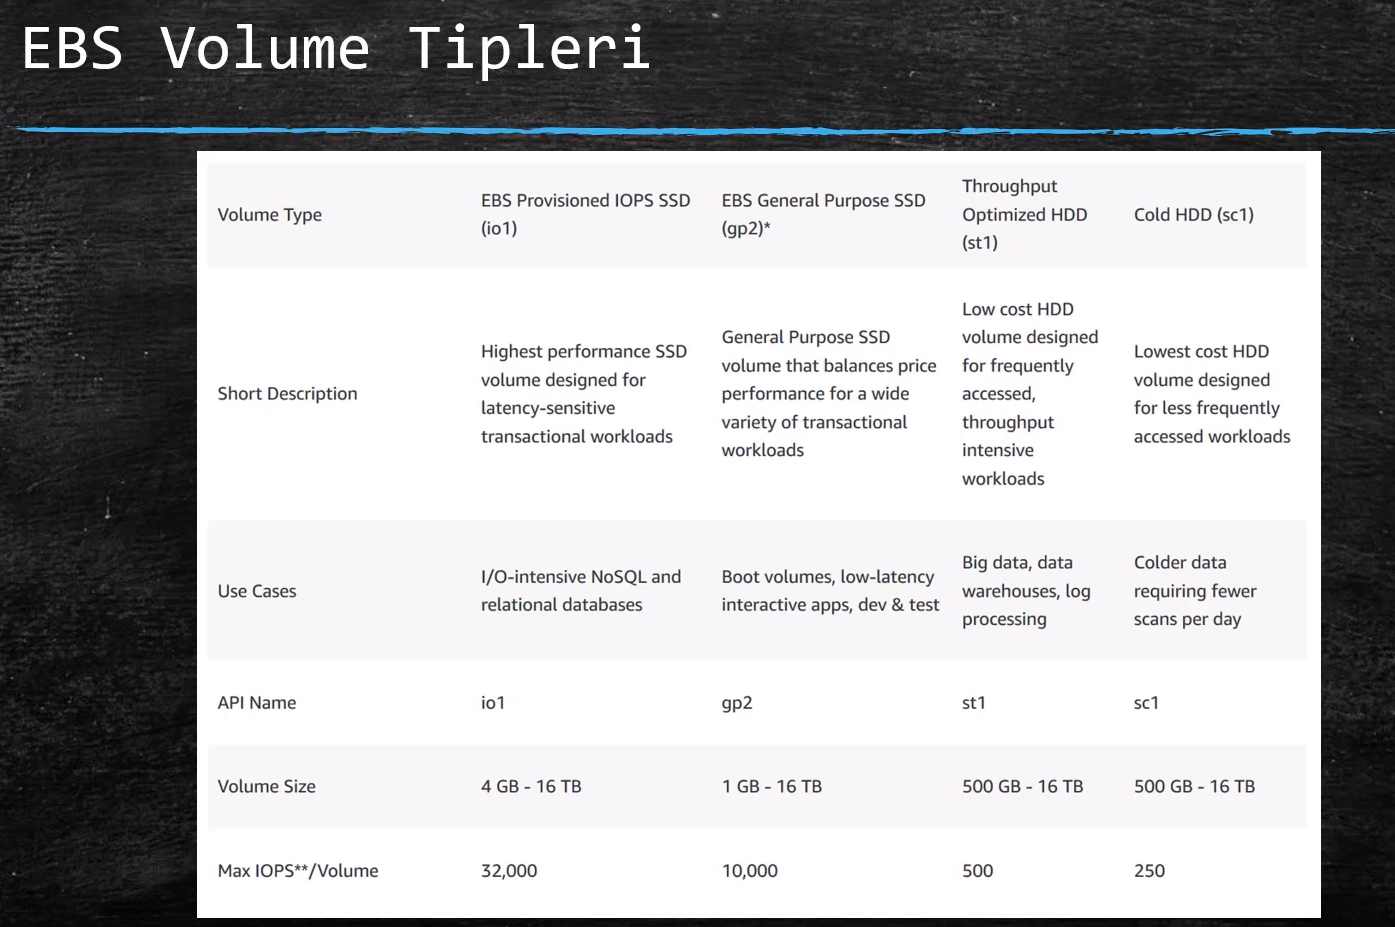 EBS Volume Tipleri
Volume Type
EBS Provisioned IOPS SSD
(io1)
EBS General Purpose SSD
(gp2)*
Throughput
Optimized HDD
(st1)
Cold HDD (sc1)
Short Description
Highest performance SSD
volume designed for
latency-sensitive
transactional workloads
General Purpose SSD
volume that balances price
performance for a wide
variety of transactional
workloads
Low cost HDD
volume designed
for frequently
accessed,
throughput
intensive
workloads
Lowest cost HDD
volume designed
for less frequently
accessed workloads
Use Cases
I/O-intensive NoSQL and
relational databases
Boot volumes, low-latency
interactive apps, dev & test
Big data, data
warehouses, log
processing
Colder data
requiring fewer
scans per day
API Name
io1
gp2
st1
sc1
Volume Size
4 GB - 16 TB
1 GB - 16 TB
500 GB - 16 TB
500 GB - 16 TB
Max IOPS**/Volume
32,000
10,000
500
250